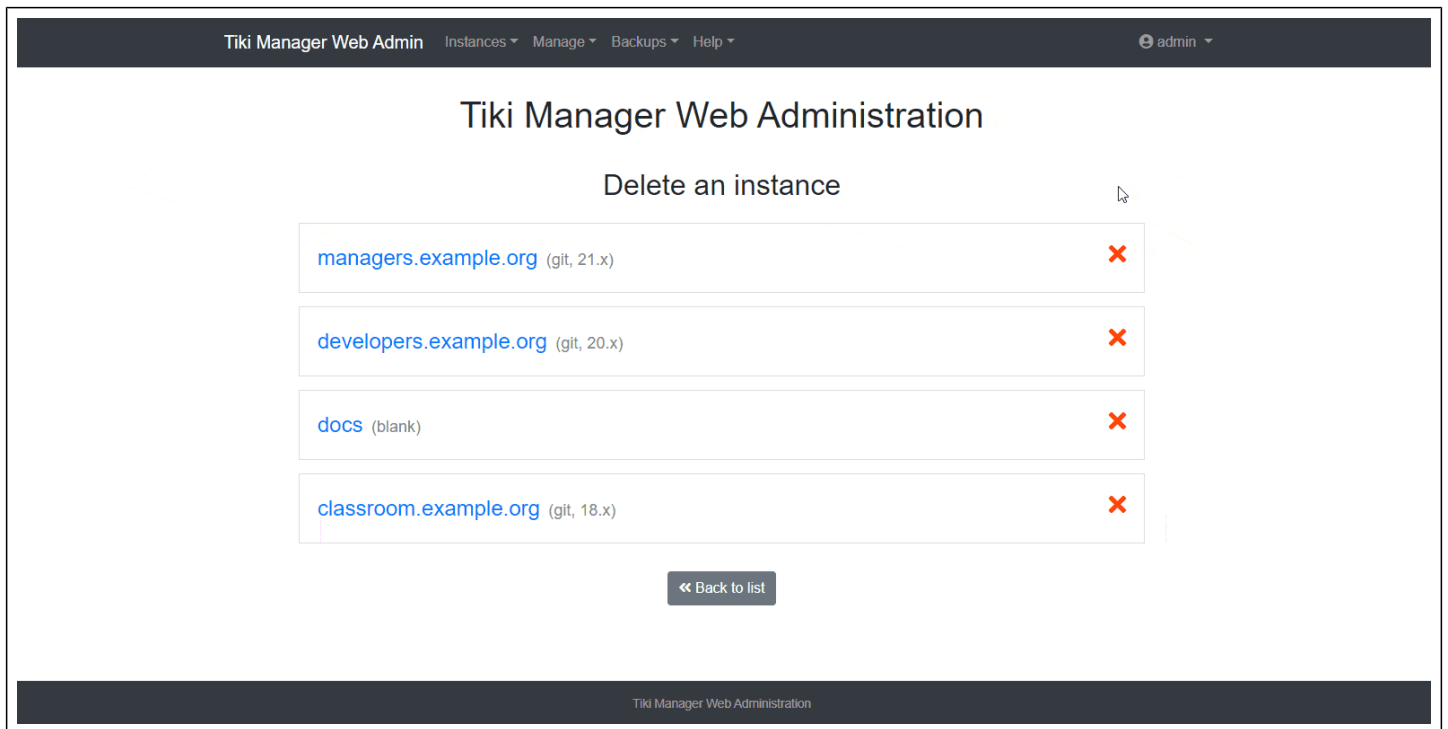 Tiki Manager Web Admin Instances Manage Backups Help admin
Tiki Manager Web Administration
Delete an instance
managers.example.org (git, 21.x)
developers.example.org (git, 20.x)
docs (blank)
classroom.example.org (git, 18.x)
Back to list
Tiki Manager Web Administration